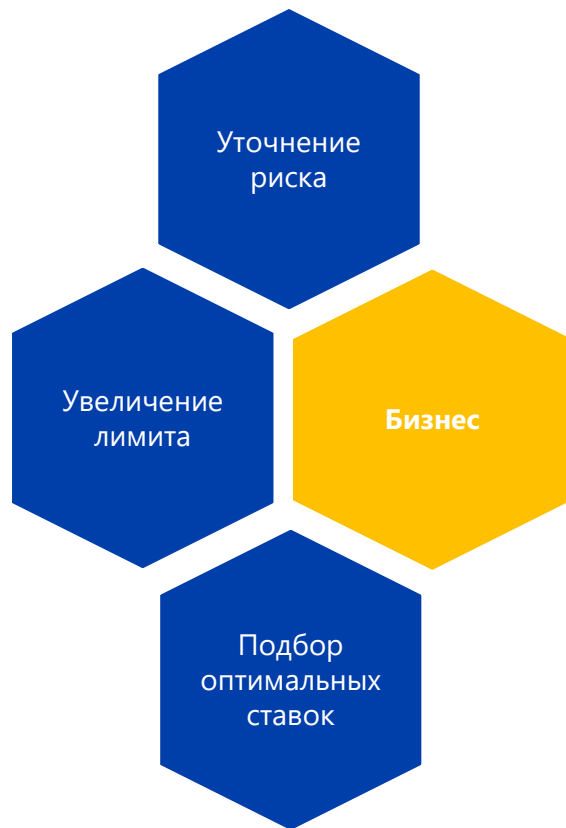 Уточнение
риска
Увеличение
лимита
Бизнес
Подбор
оптимальных
ставок